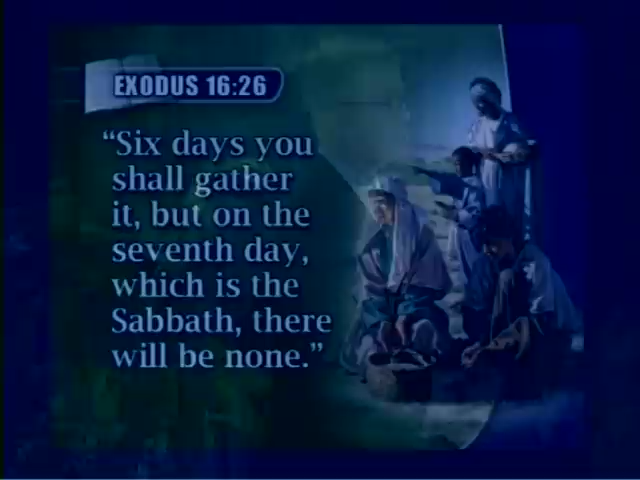 EXODUS 16:26
“Six days you
shall gather
it, but on the
seventh day,
which is the
Sabbath, there
will be none.”